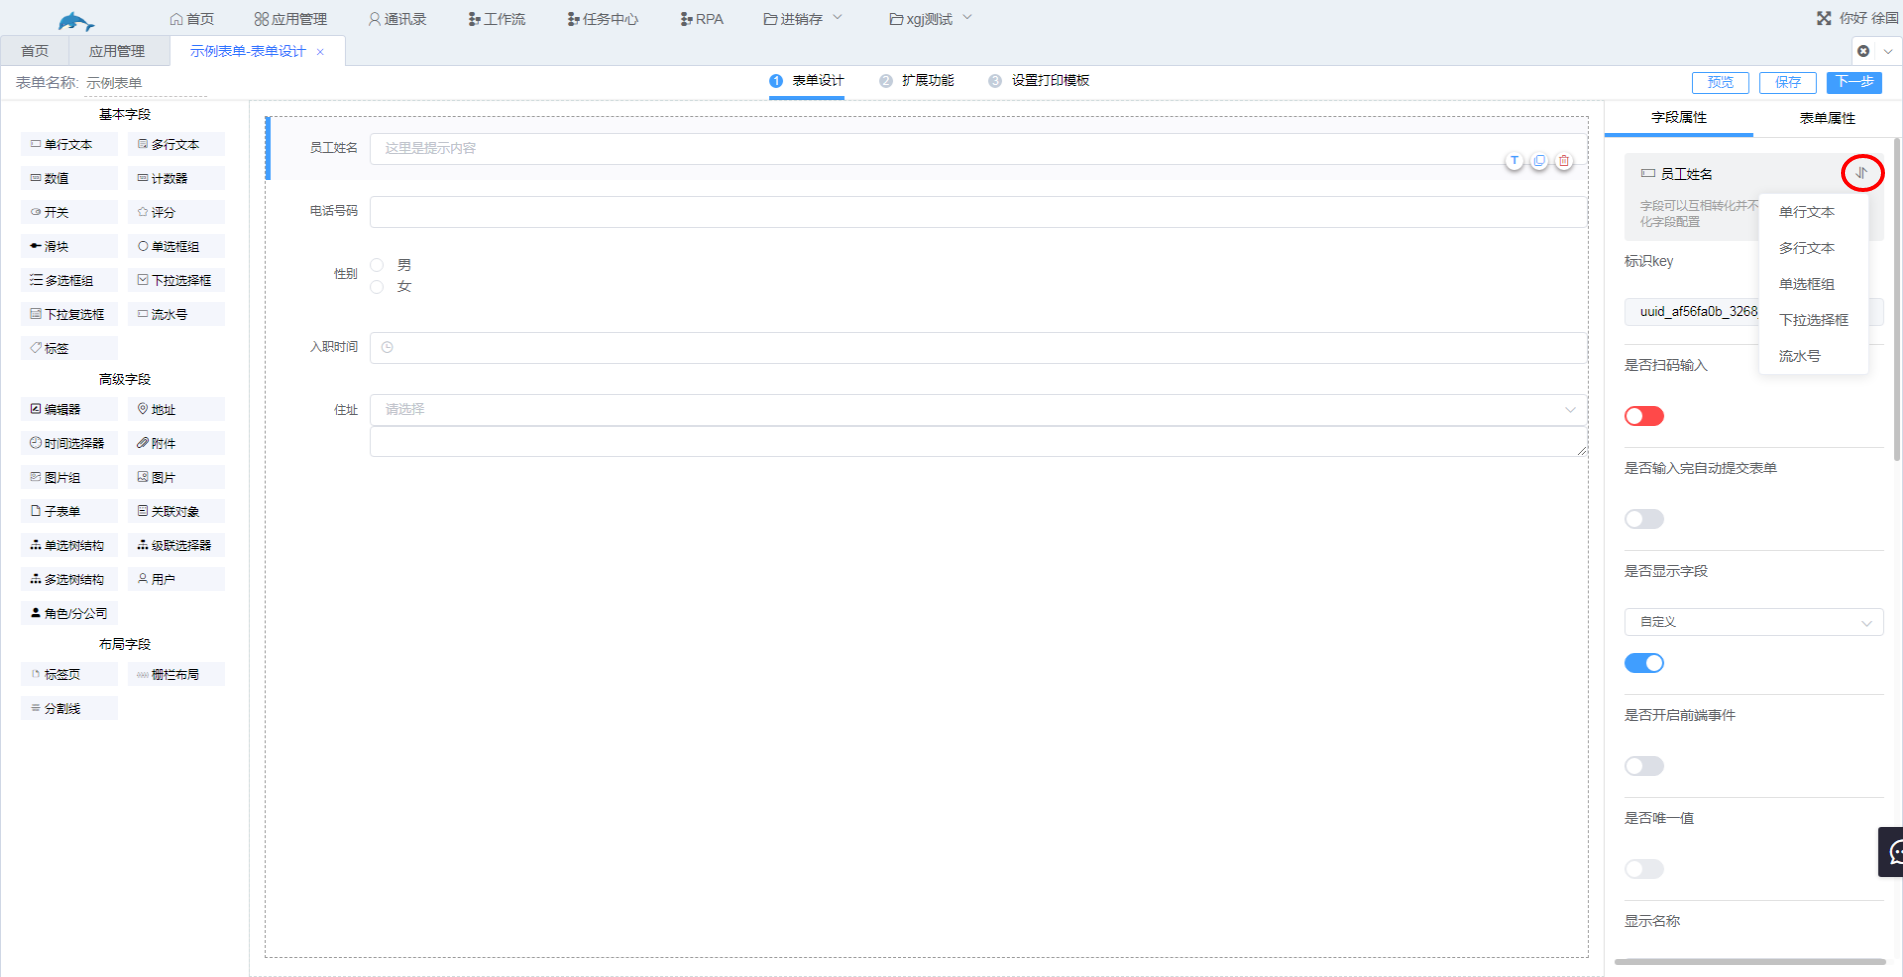 首页 应用管理 通讯录 工作流 任务中心 RPA 进销存 xgj测试 你好 徐国
首页 应用管理 示例表单-表单设计 ×
表单名称: 示例表单 1 表单设计 2 扩展功能 3 设置打印模板 预览 保存 下一步
基本字段
单行文本 多行文本
数值 计数器
开关 评分
滑块 单选框组
多选框组 下拉选择框
下拉复选框 流水号
标签
高级字段
编辑器 地址
时间选择器 附件
图片组 图片
子表单 关联对象
单选树结构 级联选择器
多选树结构 用户
角色/分公司
布局字段
标签页 栅栏布局
分割线
员工姓名 这里是提示内容
T
电话号码
性别 男
女
入职时间
住址 请选择
字段属性 表单属性
员工姓名
字段可以互相转化并不
化字段配置
单行文本
多行文本
单选框组
下拉选择框
流水号
标识key
uuid_af56fa0b_3268_
是否扫码输入
是否输入完自动提交表单
是否显示字段
自定义
是否开启前端事件
是否唯一值
显示名称